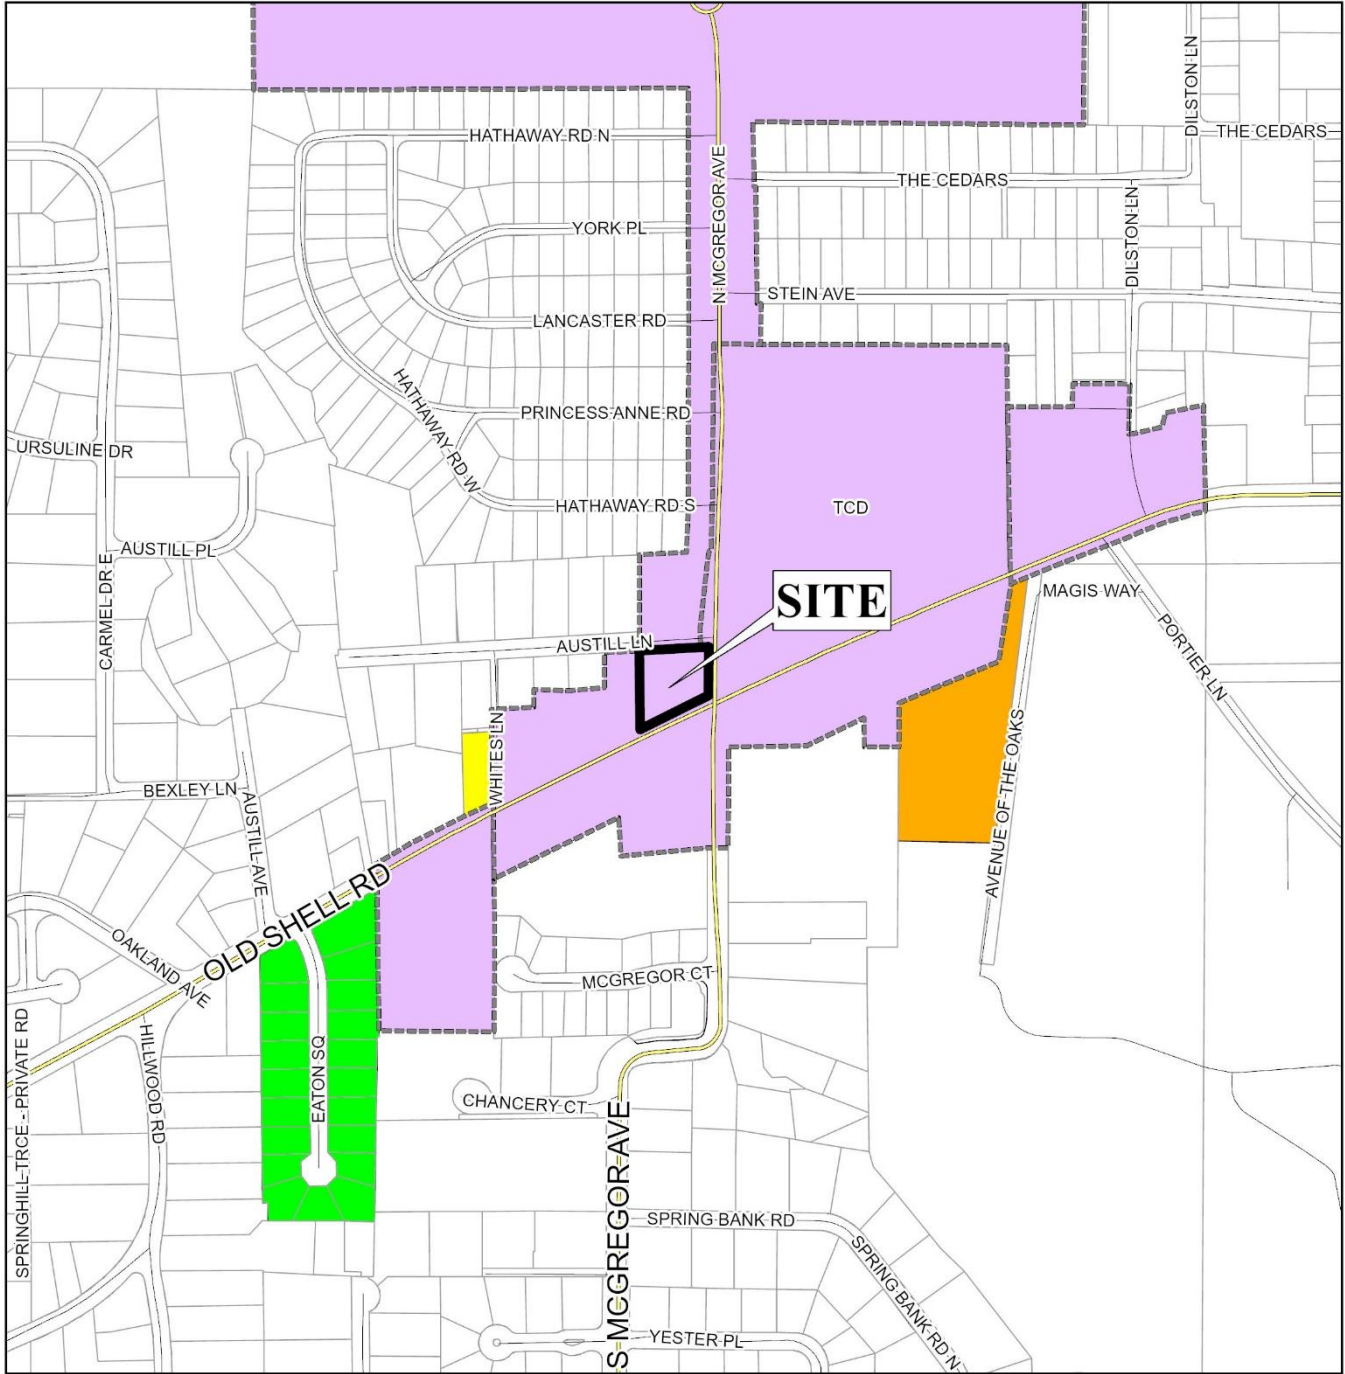 DILSTON LN
HATHAWAY RD N
THE CEDARS
N MCGREGOR AVE
THE CEDARS
YORK PL
DILSTON LN
STEIN AVE
LANCASTER RD
HATHAWAY RD W
PRINCESS ANNE RD
URSULINE DR
HATHAWAY RD S
TCD
AUSTILL PL
CARMEL DR E
SITE
MAGIS WAY
PORTIER LN
AUSTILL LN
WHITES LN
AVENUE OF THE OAKS
BEXLEY LN
AUSTILL AVE
OLD SHELL RD
OAKLAND AVE
MCGREGOR CT
SPRINGHILL TRCE - PRIVATE RD
HILLWOOD RD
EATON SQ
CHANCERY CT
S MCGREGOR AVE
SPRING BANK RD
SPRING BANK RD N
YESTER PL